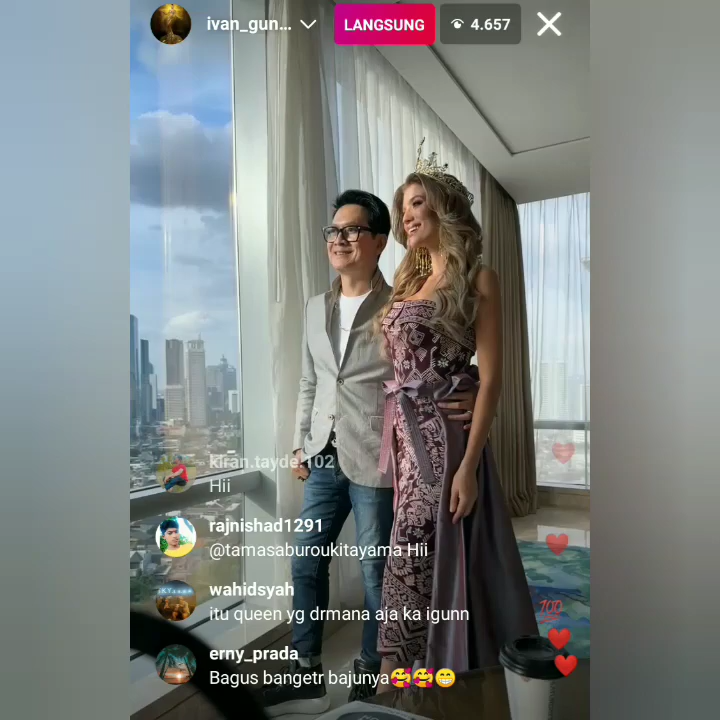 ivan_gun...
LANGSUNG
4.657
kiran.tayde.102
Hii
rajnishad1291
@tamasaburoukitayama Hii
wahidsyah
itu queen yg drmana aja ka igunn
erny_prada
Bagus bangetr bajunya🥰🥰😁
💯